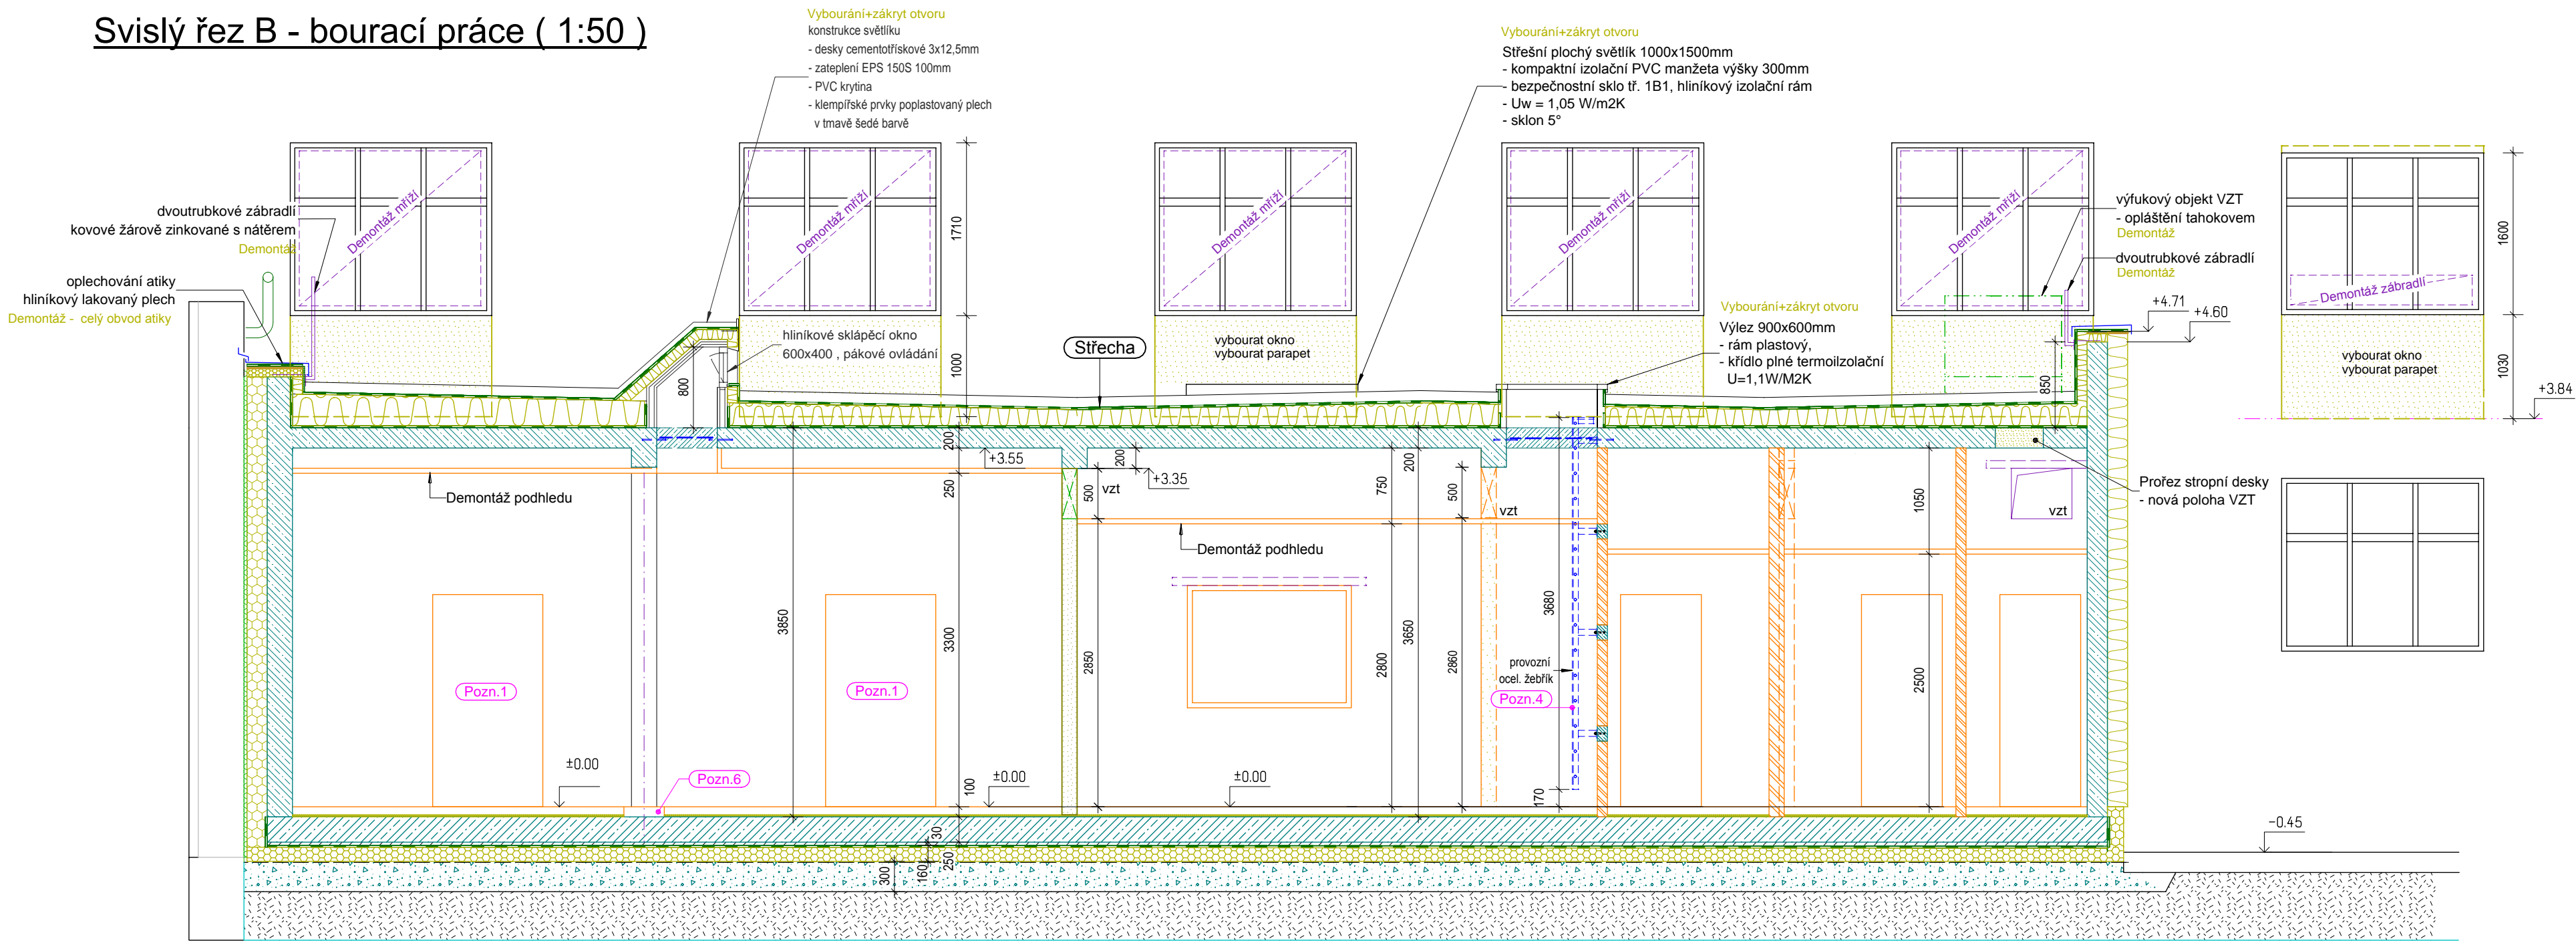 Svislý řez B - bourací práce ( 1:50 )
Vybourání+zákryt otvoru
konstrukce světlíku
- desky cementotřískové 3x12,5mm
- zateplení EPS 150S 100mm
- PVC krytina
- klempířské prvky poplastovaný plech
v tmavě šedé barvě
Vybourání+zákryt otvoru
Střešní plochý světlík 1000x1500mm
- kompaktní izolační PVC manžeta výšky 300mm
- bezpečnostní sklo tř. 1B1, hliníkový izolační rám
- Uw = 1,05 W/m2K
- sklon 5°
dvoutrubkové zábradlí
kovové žárově zinkované s nátěrem
Demontáž
oplechování atiky
hliníkový lakovaný plech
Demontáž - celý obvod atiky
Demontáž mříží
Demontáž mříží
Demontáž mříží
Demontáž mříží
Demontáž mříží
1710
1000
výfukový objekt VZT
- opláštění tahokovem
Demontáž
dvoutrubkové zábradlí
Demontáž
Demontáž zábradlí
1600
1030
+4.71
+4.60
+3.84
vybourat okno
vybourat parapet
hliníkové sklápěcí okno
600x400 , pákové ovládání
800
Střecha
vybourat okno
vybourat parapet
Vybourání+zákryt otvoru
Výlez 900x600mm
- rám plastový,
- křídlo plné termoilzolační
U=1,1W/M2K
850
200
+3.55
250
200
+3.35
500
vzt
750
200
500
vzt
1050
vzt
Prořez stropní desky
- nová poloha VZT
Demontáž podhledu
Demontáž podhledu
3850
3300
2850
2800
3650
2860
3680
2500
provozní
ocel. žebřík
Pozn.1
Pozn.1
Pozn.4
Pozn.6
±0.00
±0.00
±0.00
100
170
-0.45
30
250
160
300